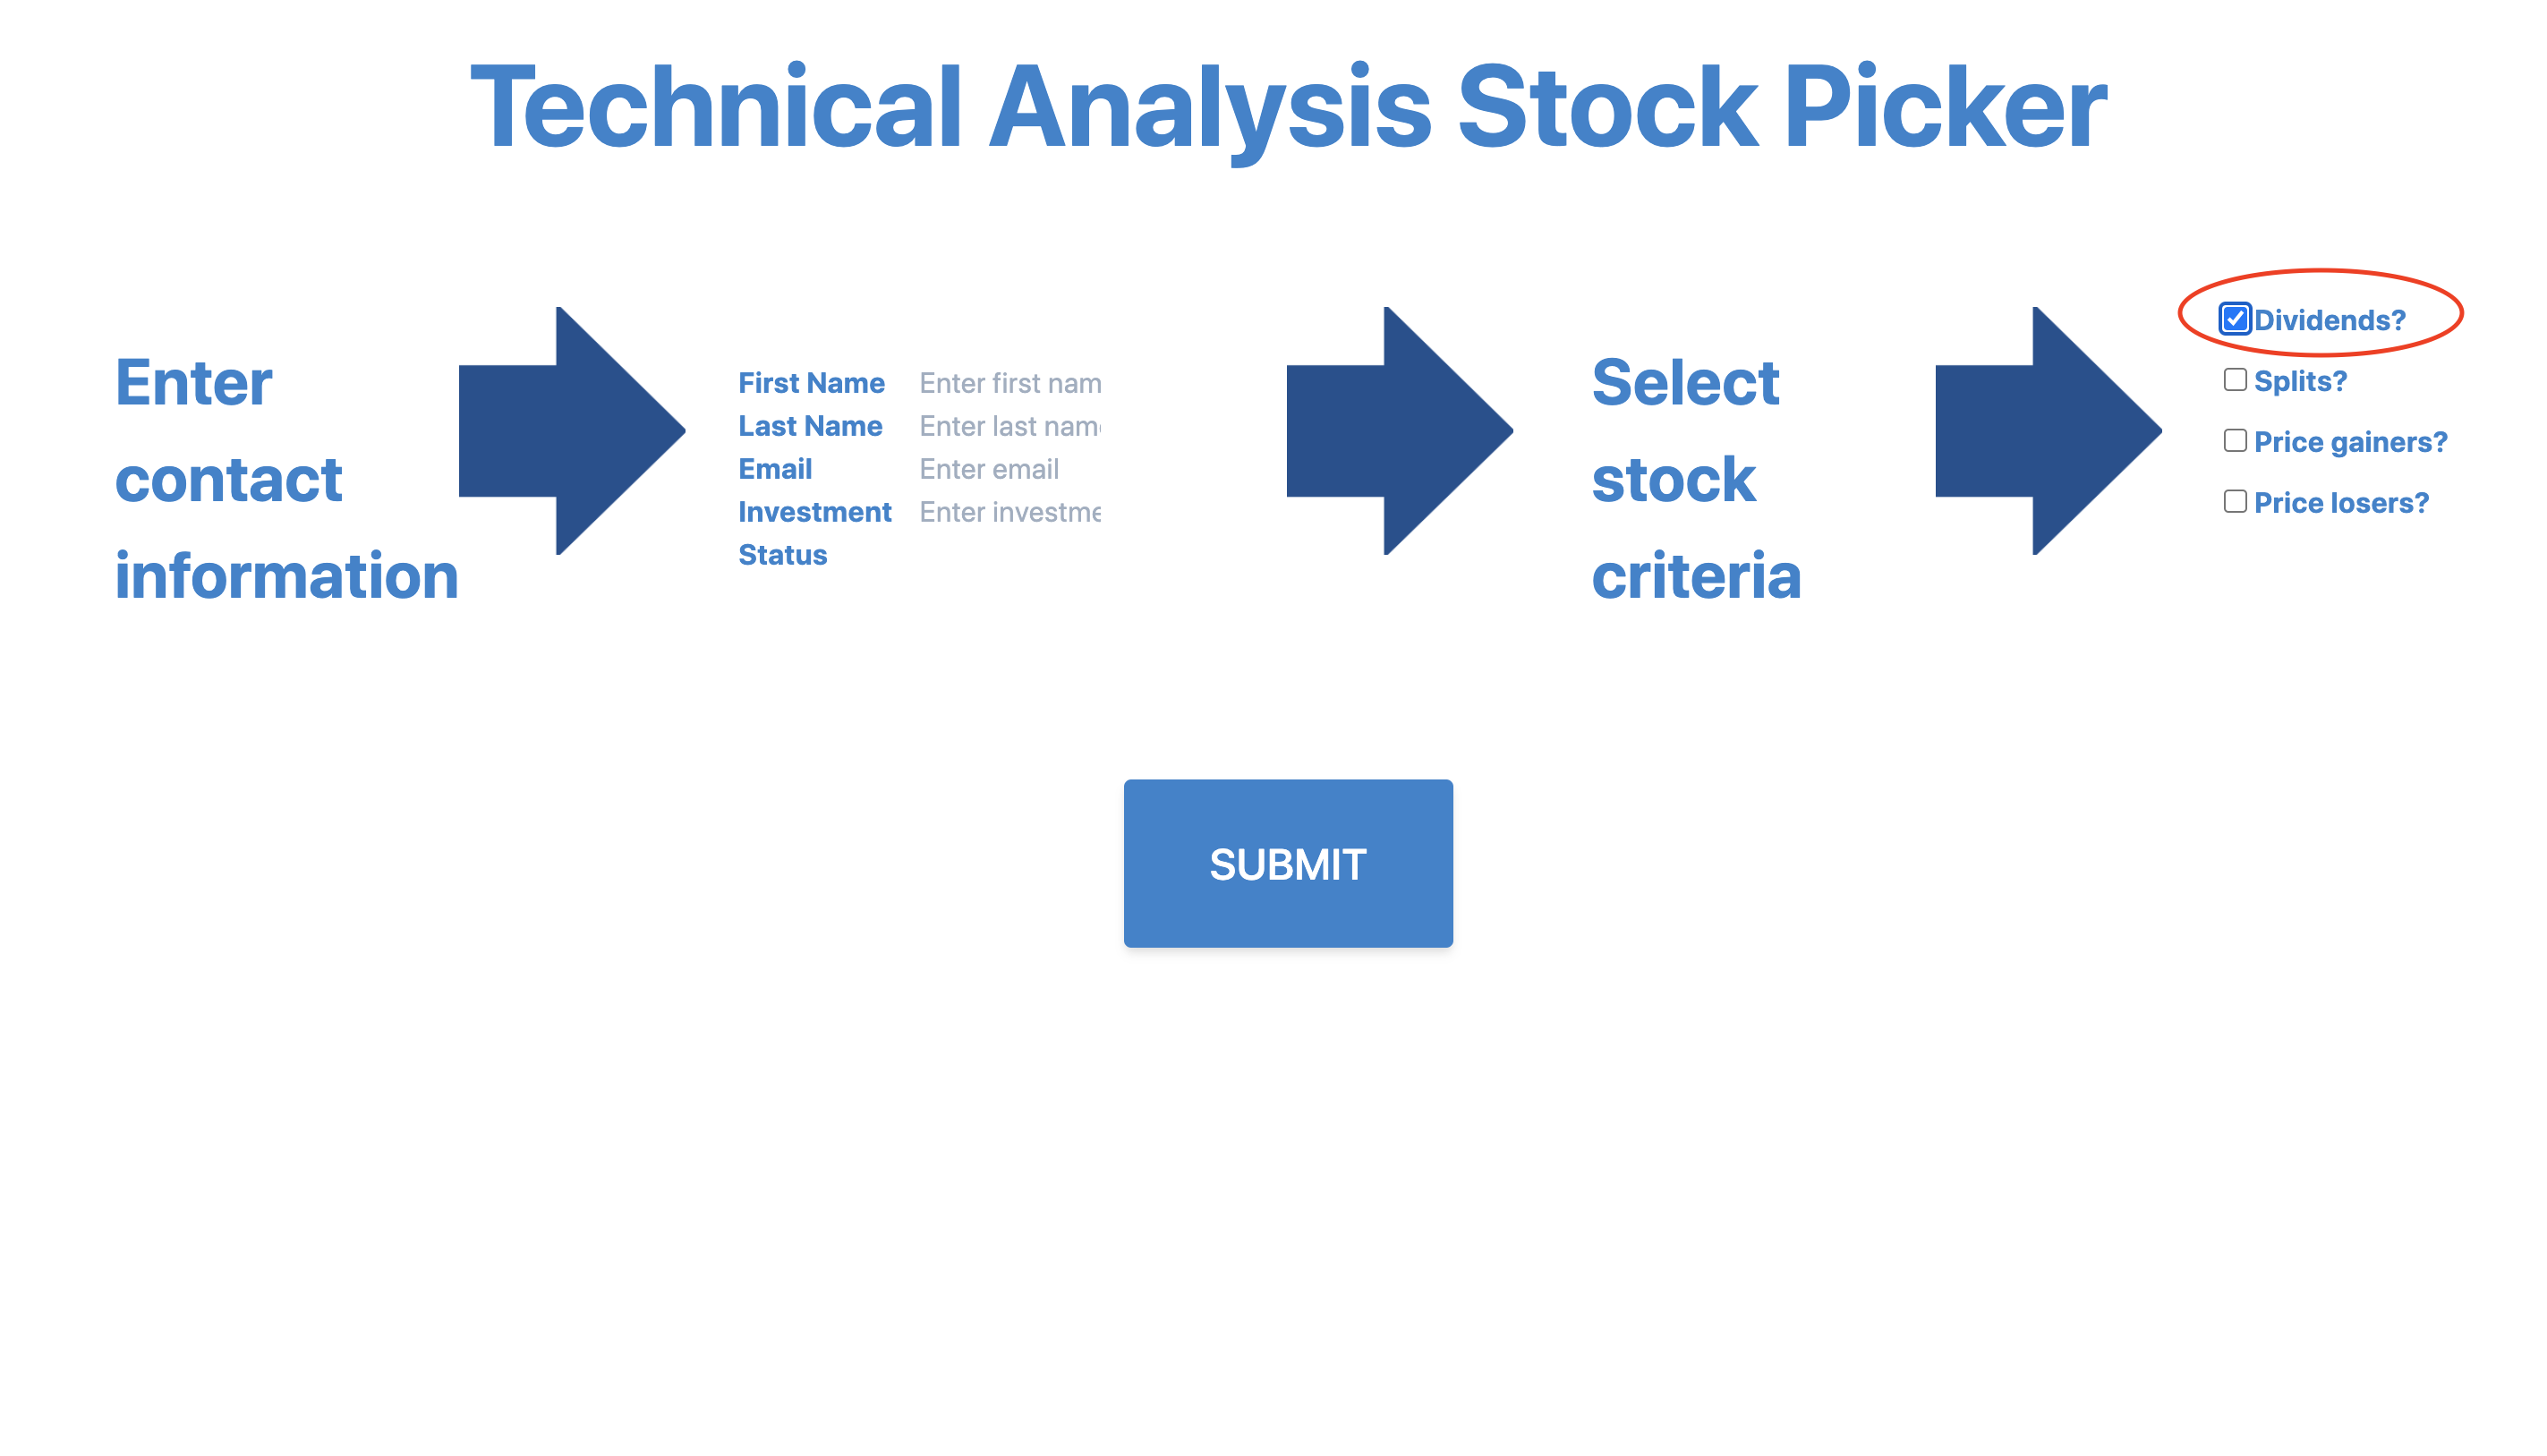 Technical Analysis Stock Picker
Enter
contact
information
First Name Enter first nam
Last Name Enter last nam
Email Enter email
Investment Enter investme
Status
Select
stock
criteria
Dividends?
Splits?
Price gainers?
Price losers?
SUBMIT